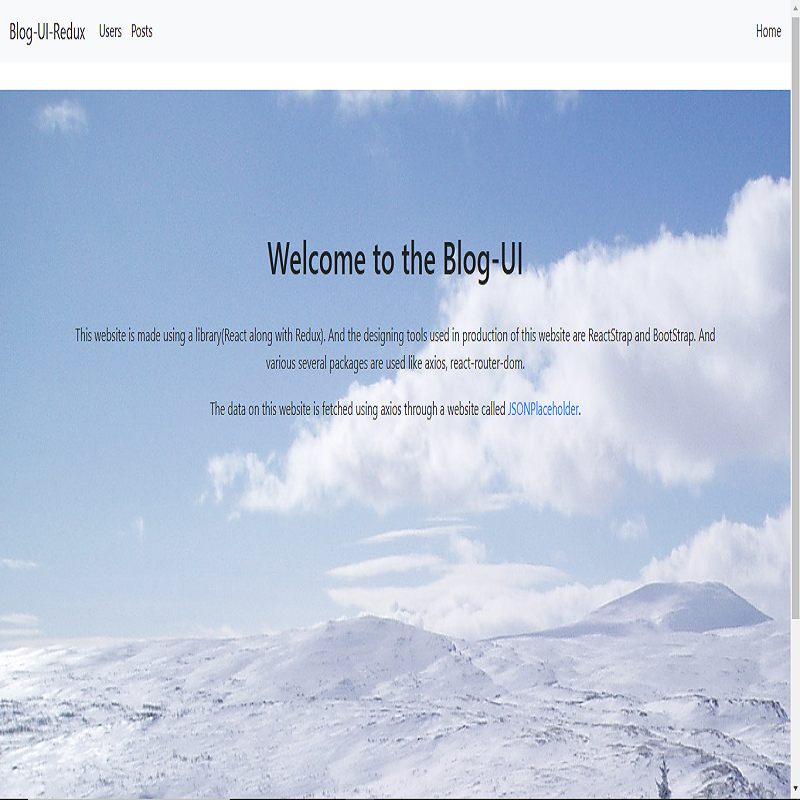 Blog-UI-Redux Users Posts Home
Welcome to the Blog-UI
This website is made using a library(React along with Redux). And the designing tools used in production of this website are ReactStrap and BootStrap. And
various several packages are used like axios, react-router-dom.
The data on this website is fetched using axios through a website called JSONPlaceholder.